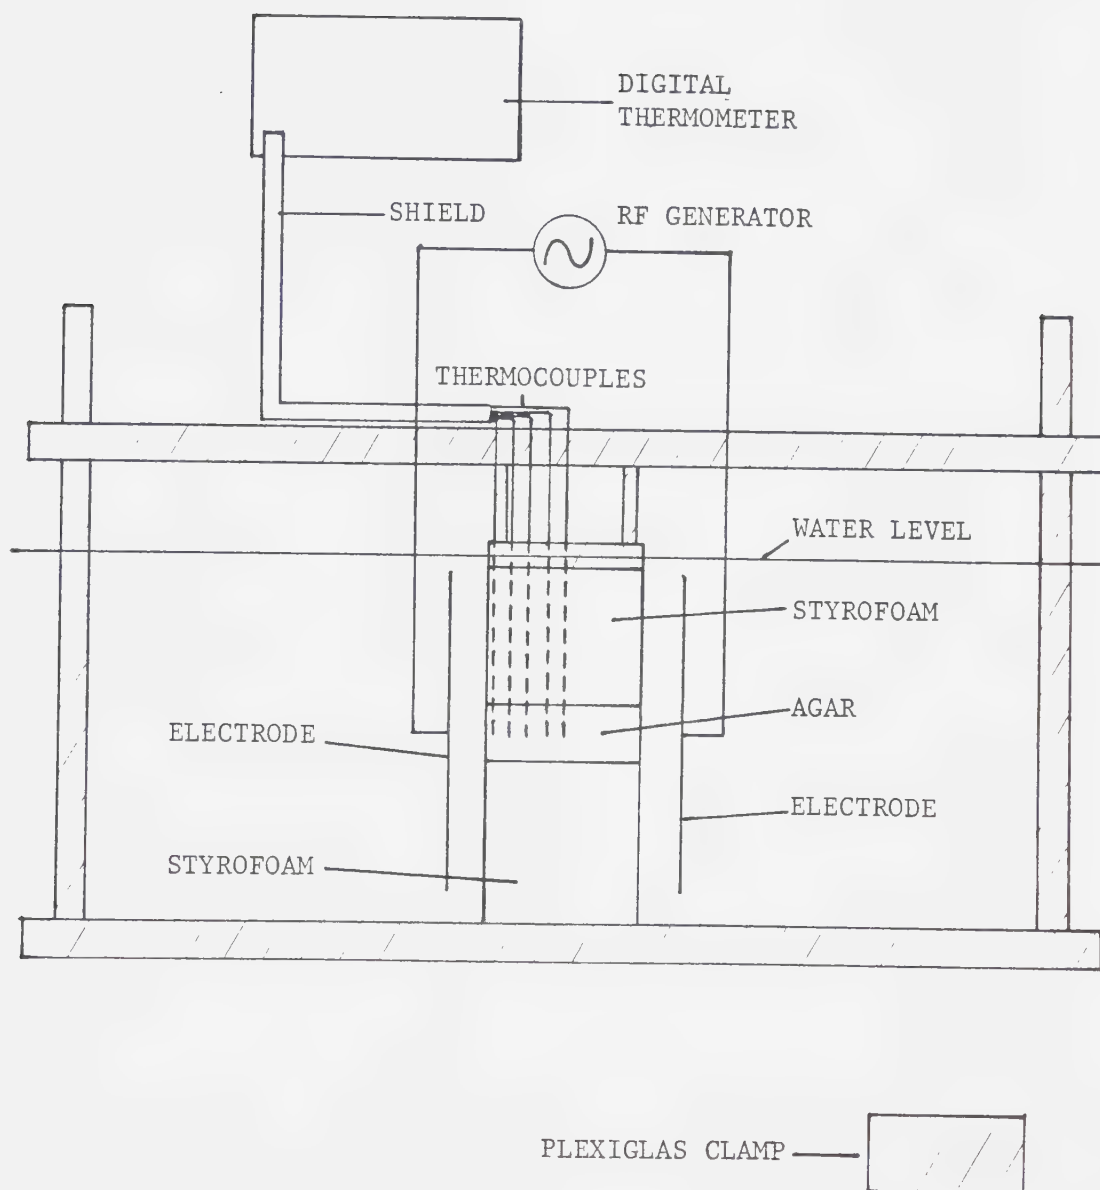 DIGITAL
THERMOMETER
SHIELD
RF GENERATOR
THERMOCOUPLES
WATER LEVEL
STYROFOAM
AGAR
ELECTRODE
ELECTRODE
STYROFOAM
PLEXIGLAS CLAMP